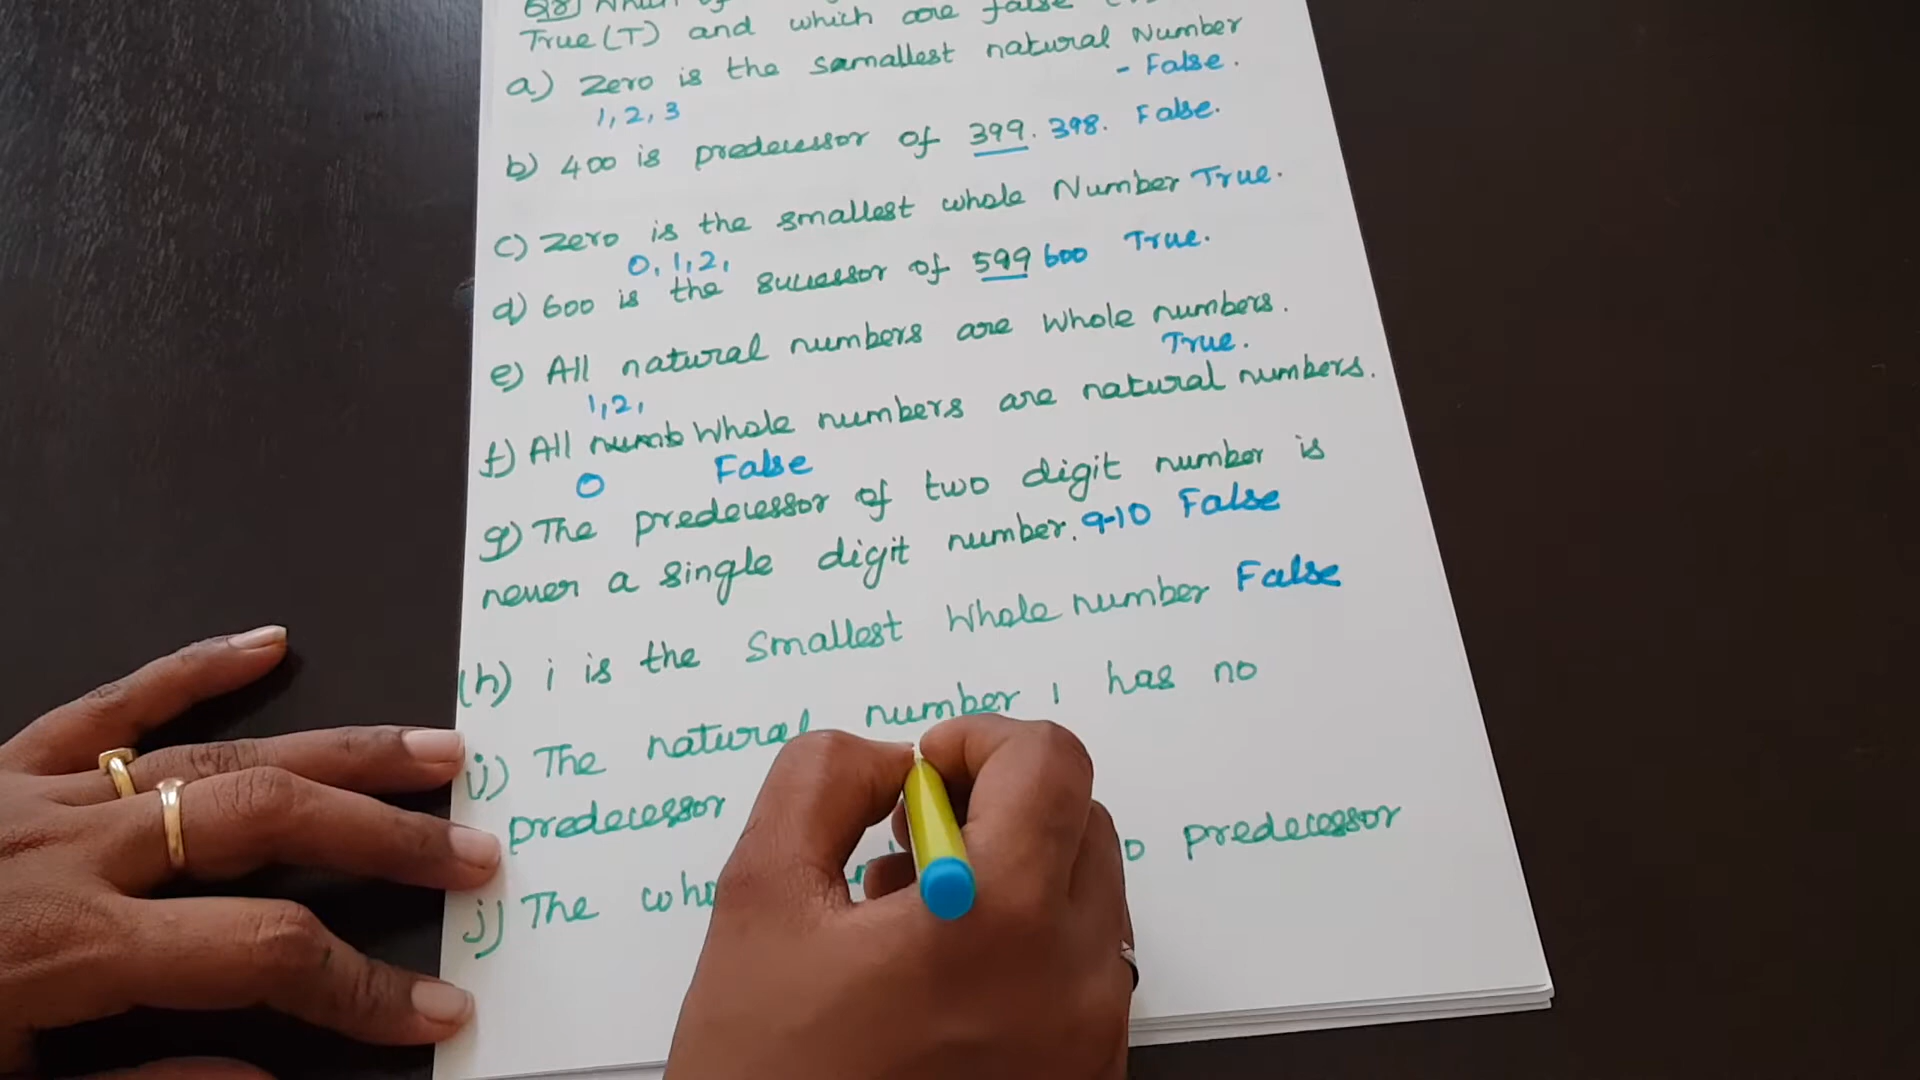 True (T) and which are false
a) Zero is the samallest natural Number
- False.
1, 2, 3
b) 400 is predecessor of 399. 398. False.
c) Zero is the smallest whole Number True.
0, 1, 2,
d) 600 is the successor of 599 600 True.
e) All natural numbers are whole numbers.
True.
1, 2,
f) All numb Whole numbers are natural numbers.
0 False
g) The predecessor of two digit number is
never a single digit number. 9-10 False
(h) i is the Smallest Whole number False
i) The natural number 1 has no
predecessor
j) The predecessor